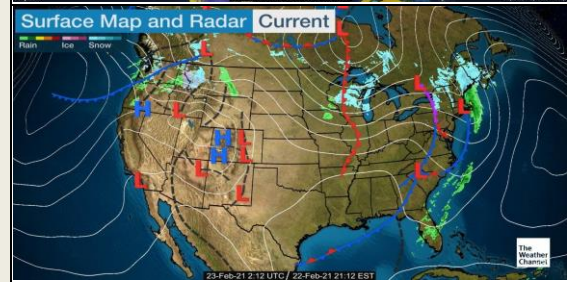 Surface Map and Radar Current
Rain Ice Snow
L
L
L
L
H
L
L
L
H
L
H
L
L
L
L
L
The Weather Channel
23-Feb-21 2:12 UTC / 22-Feb-21 21:12 EST